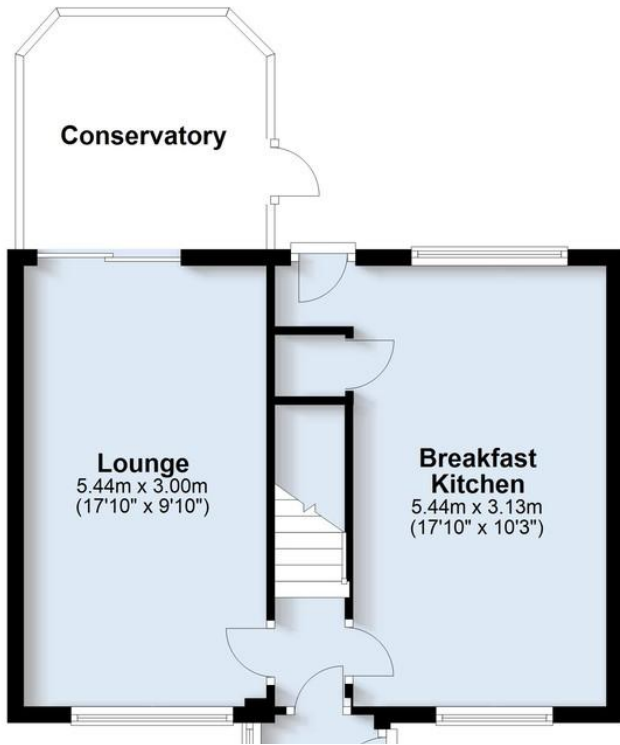 Conservatory
Lounge
5.44m x 3.00m
(17'10" x 9'10")
Breakfast
Kitchen
5.44m x 3.13m
(17'10" x 10'3")